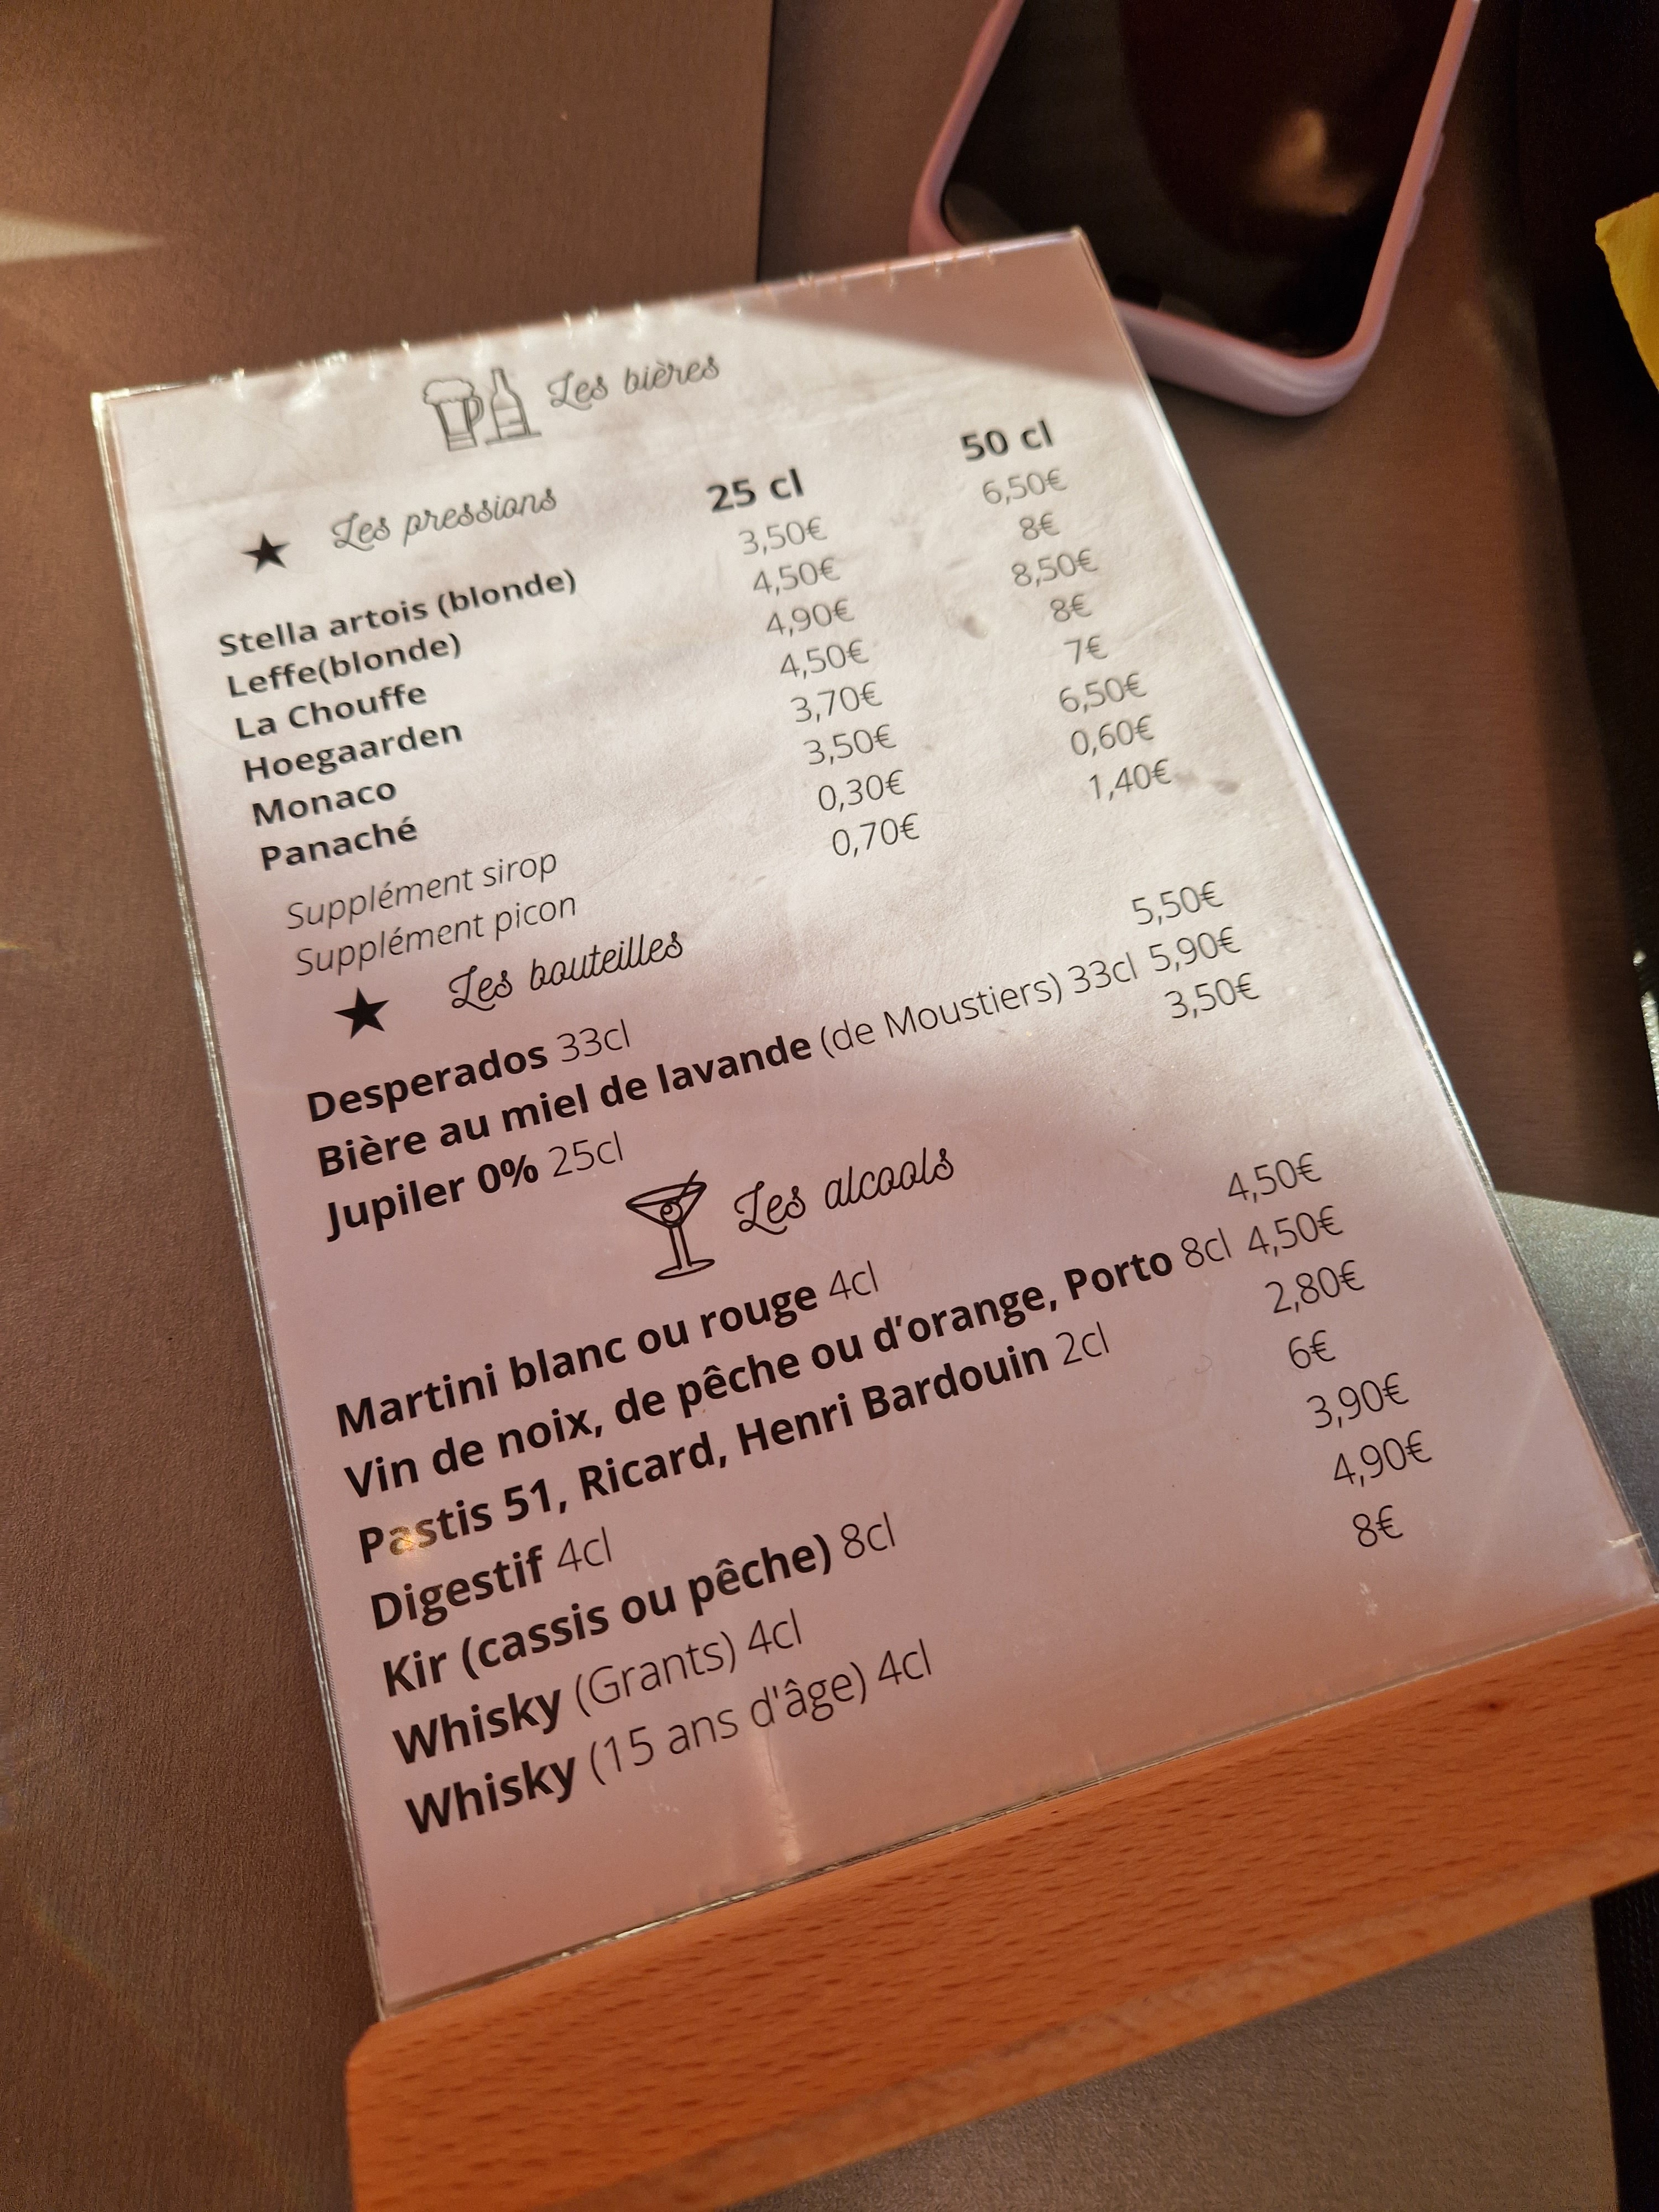 Les bières
Les pressions 25 cl 50 cl
Stella artois (blonde) 3,50€ 6,50€
Leffe(blonde) 4,50€ 8€
La Chouffe 4,90€ 8,50€
Hoegaarden 4,50€ 8€
Monaco 3,70€ 7€
Panaché 3,50€ 6,50€
Supplément sirop 0,30€ 0,60€
Supplément picon 0,70€ 1,40€
Les bouteilles
Desperados 33cl 5,50€
Bière au miel de lavande (de Moustiers) 33cl 5,90€
Jupiler 0% 25cl 3,50€
Les alcools
Martini blanc ou rouge 4cl 4,50€
Vin de noix, de pêche ou d'orange, Porto 8cl 4,50€
Pastis 51, Ricard, Henri Bardouin 2cl 2,80€
Digestif 4cl 6€
Kir (cassis ou pêche) 8cl 3,90€
Whisky (Grants) 4cl 4,90€
Whisky (15 ans d'âge) 4cl 8€